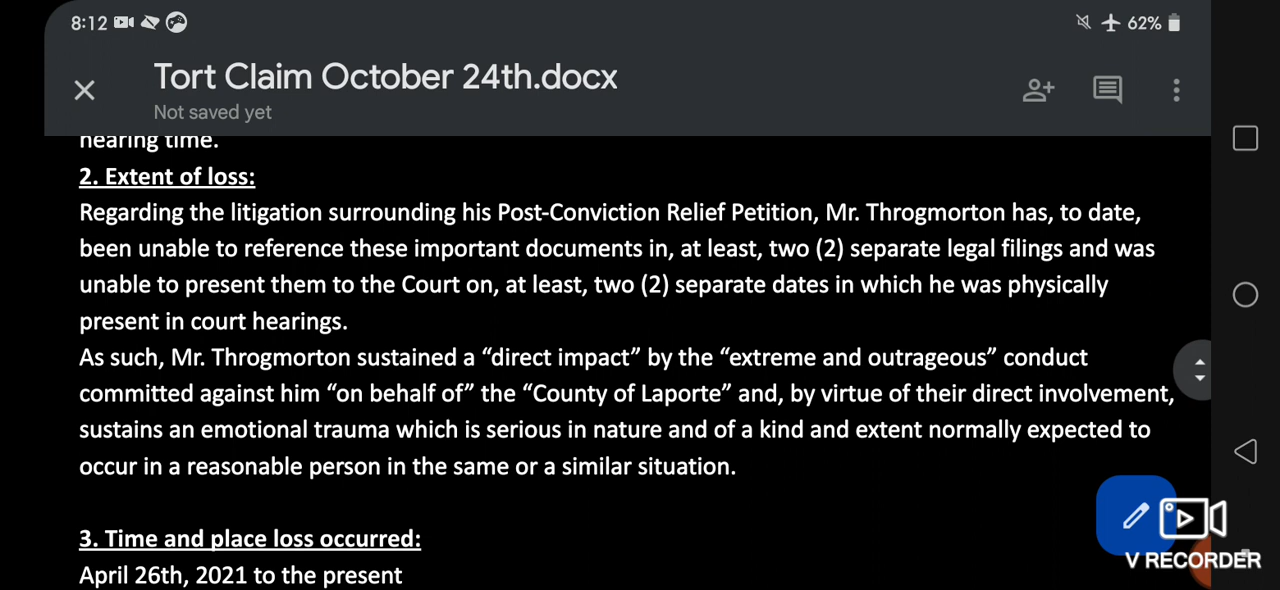 8:12 62%
Tort Claim October 24th.docx
Not saved yet
hearing time.
2. Extent of loss:
Regarding the litigation surrounding his Post-Conviction Relief Petition, Mr. Throgmorton has, to date,
been unable to reference these important documents in, at least, two (2) separate legal filings and was
unable to present them to the Court on, at least, two (2) separate dates in which he was physically
present in court hearings.
As such, Mr. Throgmorton sustained a “direct impact” by the “extreme and outrageous” conduct
committed against him “on behalf of” the “County of Laporte” and, by virtue of their direct involvement,
sustains an emotional trauma which is serious in nature and of a kind and extent normally expected to
occur in a reasonable person in the same or a similar situation.
3. Time and place loss occurred:
April 26th, 2021 to the present
V RECORDER